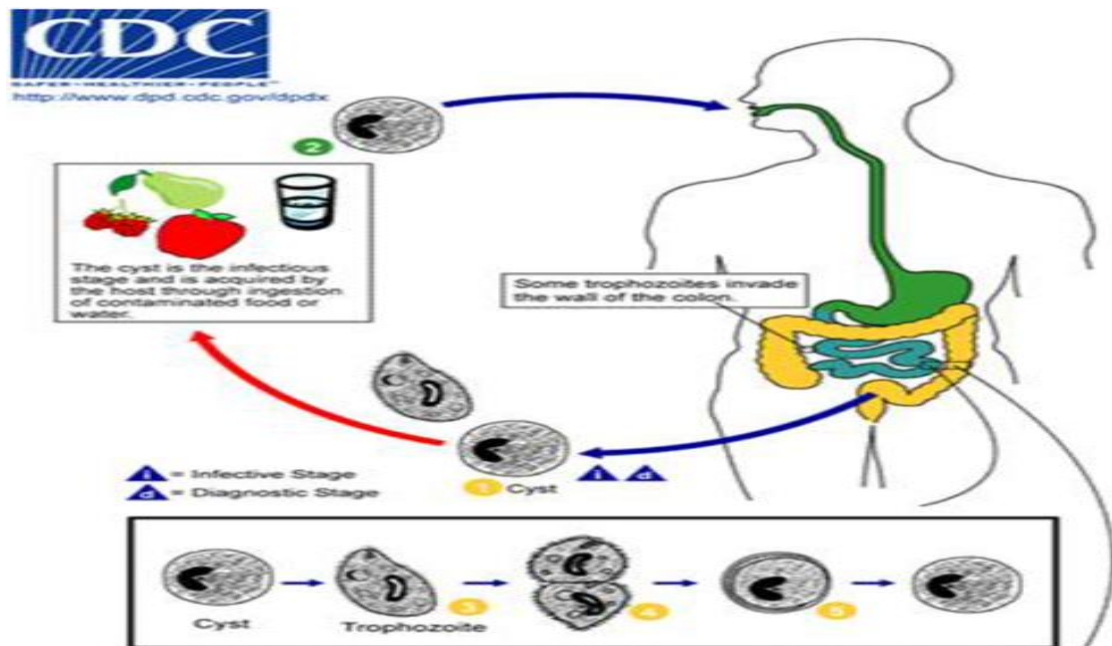 CDC
SAFER•HEALTHIER•PEOPLE™
http://www.dpd.cdc.gov/dpdx
2
The cyst is the infectious
stage and is acquired by
the host through ingestion
of contaminated food or
water.
Some trophozoites invade
the wall of the colon.
i = Infective Stage
d = Diagnostic Stage
1 Cyst
i d
Cyst
Trophozoite
3
4
5